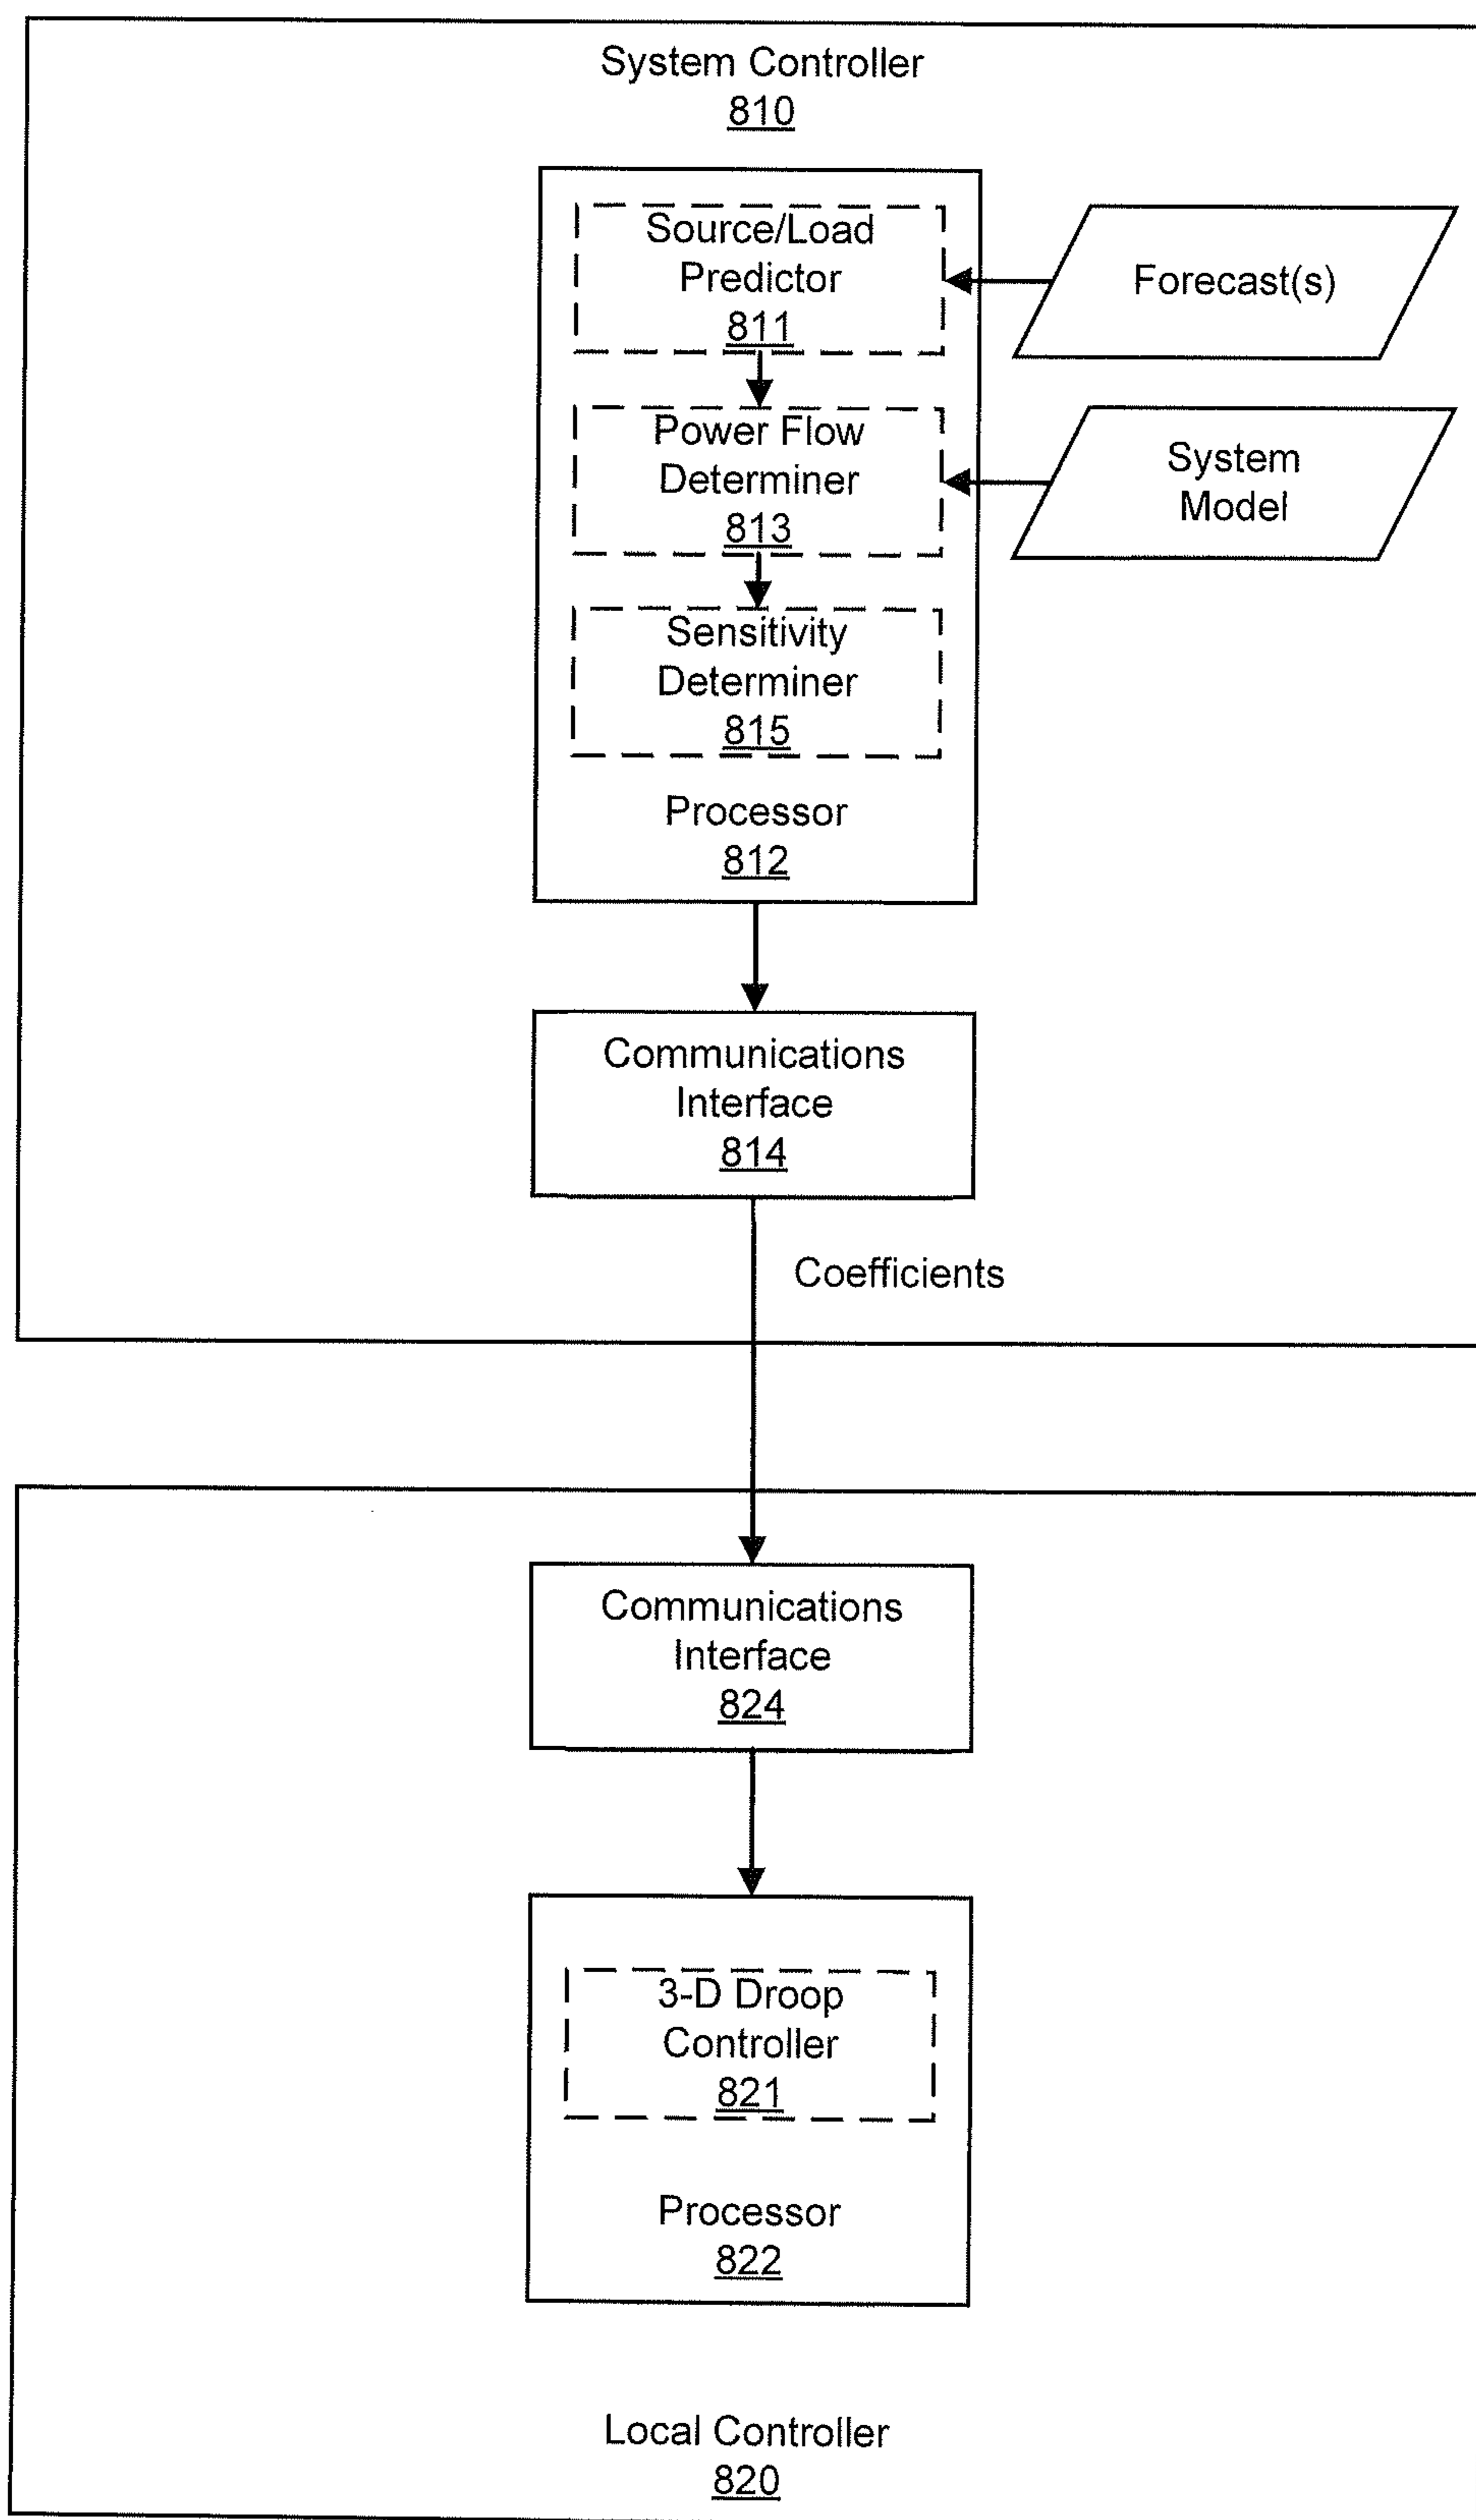 System Controller
810
Source/Load
Predictor
811
Forecast(s)
Power Flow
Determiner
813
System
Model
Sensitivity
Determiner
815
Processor
812
Communications
Interface
814
Coefficients
Communications
Interface
824
3-D Droop
Controller
821
Processor
822
Local Controller
820